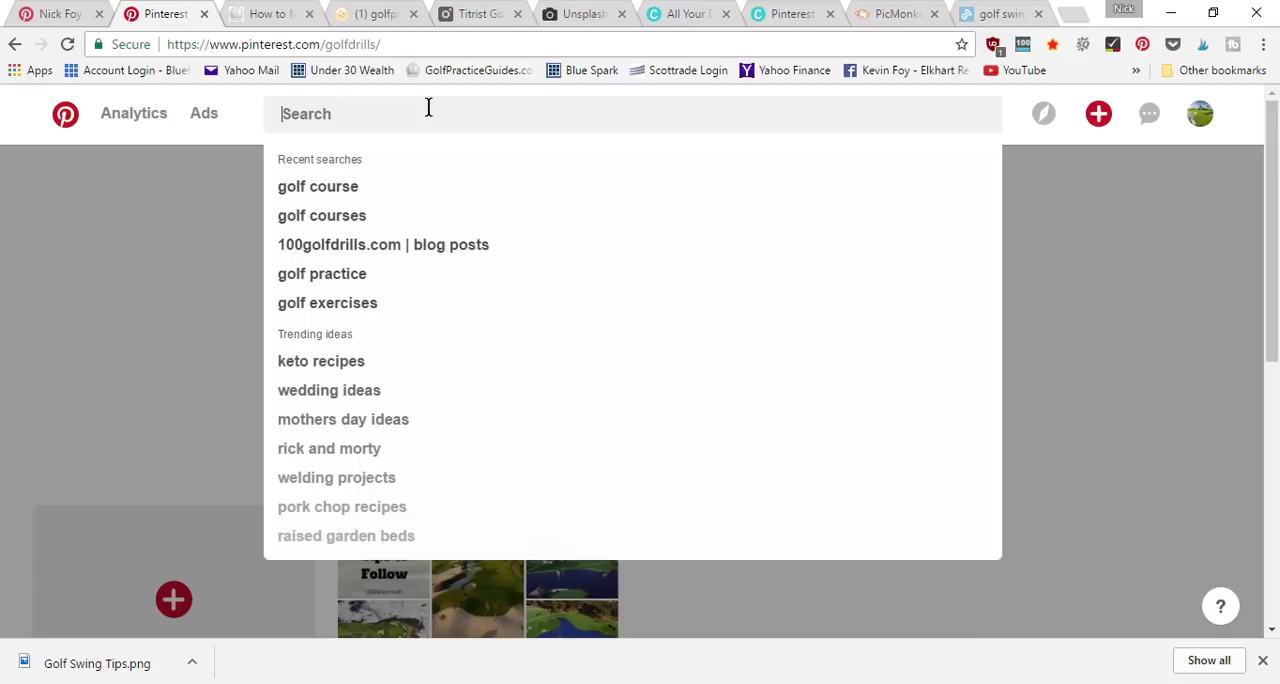 Nick Foy
Pinterest
How to M
(1) golfpr
Titrist Go
Unsplash
All Your D
Pinterest
PicMonk
golf swin
Nick
Secure
https://www.pinterest.com/golfdrills/
Apps
Account Login - Blue
Yahoo Mail
Under 30 Wealth
GolfPracticeGuides.co
Blue Spark
Scottrade Login
Yahoo Finance
Kevin Foy - Elkhart Re
YouTube
»
Other bookmarks
Analytics
Ads
Search
Recent searches
golf course
golf courses
100golfdrills.com | blog posts
golf practice
golf exercises
Trending ideas
keto recipes
wedding ideas
mothers day ideas
rick and morty
welding projects
pork chop recipes
raised garden beds
Follow
?
Golf Swing Tips.png
Show all